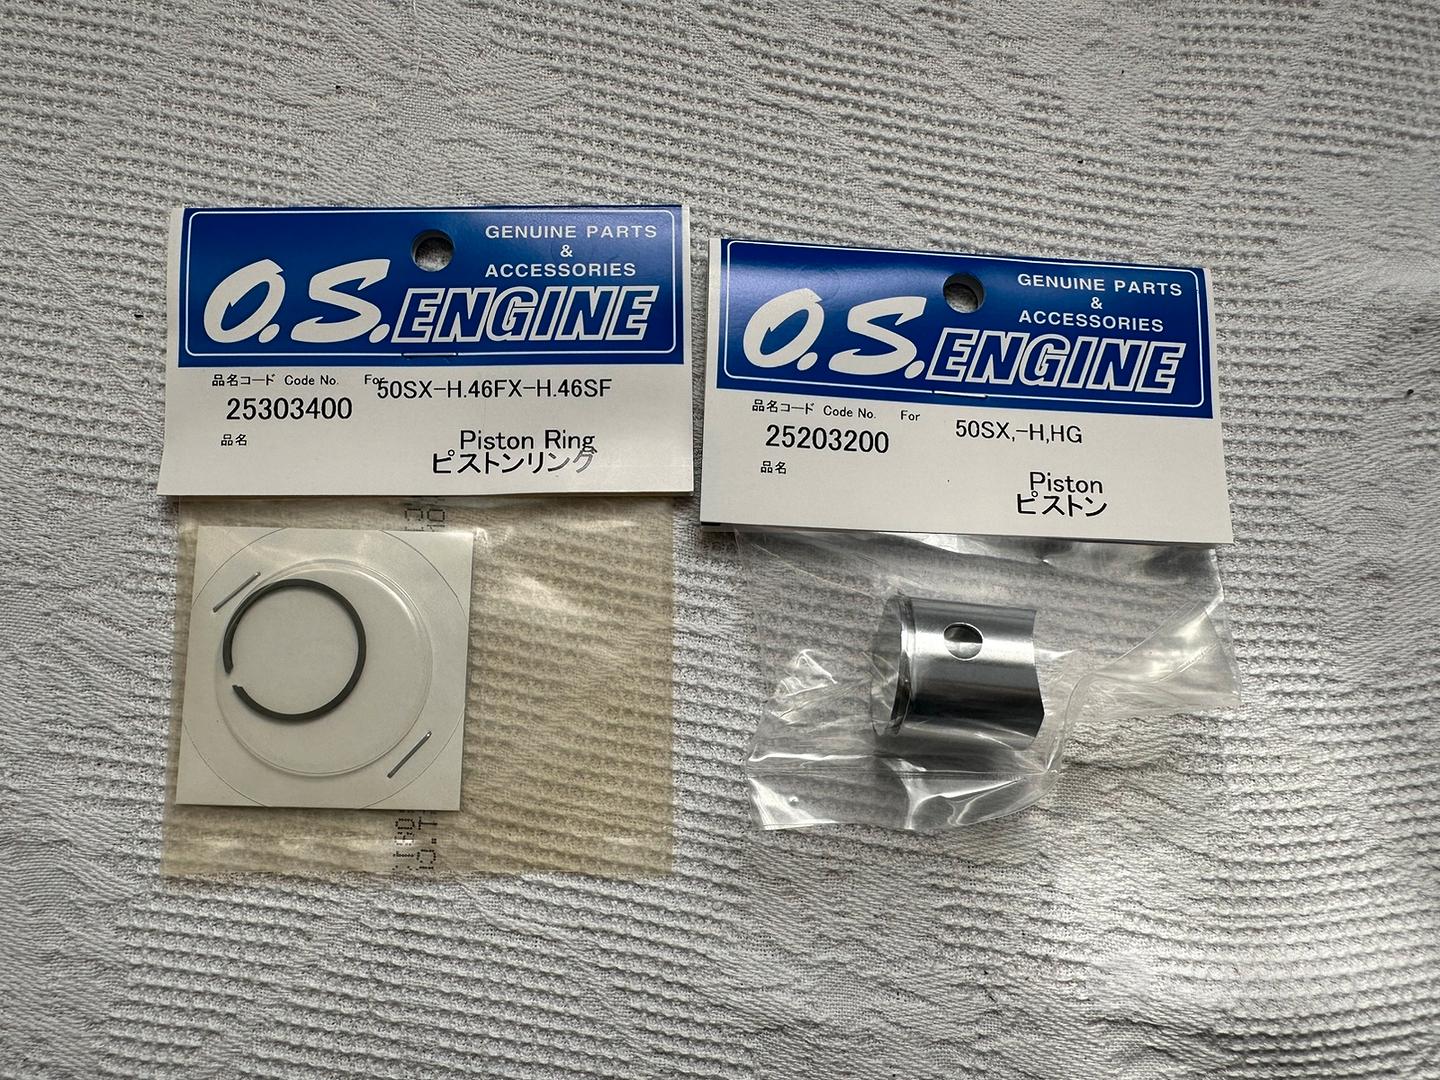 GENUINE PARTS
&
ACCESSORIES
O.S.ENGINE
品名コード Code No. For 50SX-H.46FX-H.46SF
25303400
品名
Piston Ring
ピストンリング
GENUINE PARTS
&
ACCESSORIES
O.S.ENGINE
品名コード Code No. For 50SX,-H,HG
25203200
品名
Piston
ピストン